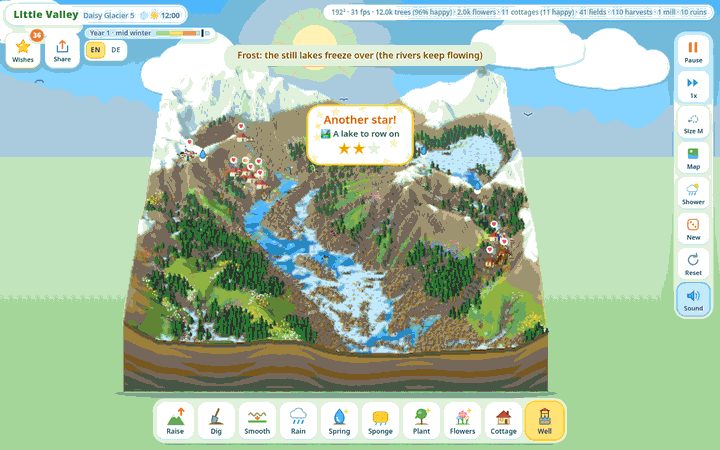 Little Valley Daisy Glacier 5 12:00
192² · 31 fps · 12.0k trees (96% happy) · 2.0k flowers · 11 cottages (11 happy) · 41 fields · 110 harvests · 1 mill · 10 ruins
Year 1 · mid winter
36
Wishes
Share
EN
DE
Frost: the still lakes freeze over (the rivers keep flowing)
Another star!
A lake to row on
Pause
1x
Size M
Map
Shower
New
Reset
Sound
Raise
Dig
Smooth
Rain
Spring
Sponge
Plant
Flowers
Cottage
Well